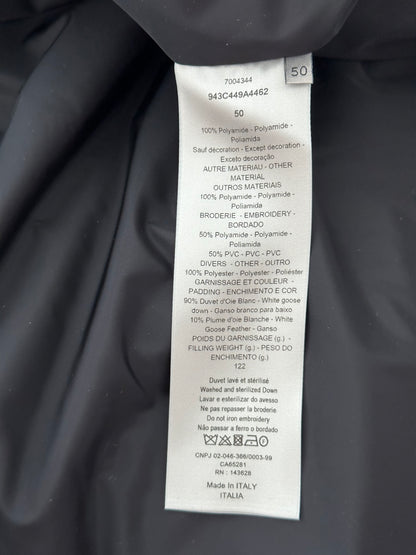 50
7004344
943C449A4462
50
100% Polyamide - Polyamide -
Poliamida
Sauf décoration - Except decoration -
Exceto decoração
AUTRE MATERIAU - OTHER
MATERIAL
OUTROS MATERIAIS
100% Polyamide - Polyamide -
Poliamida
BRODERIE - EMBROIDERY -
BORDADO
50% Polyamide - Polyamide -
Poliamida
50% PVC - PVC - PVC
DIVERS - OTHER - OUTRO
100% Polyester - Polyester - Poliéster
GARNISSAGE ET COULEUR -
PADDING - ENCHIMENTO E COR
90% Duvet d'Oie Blanc - White goose
down - Ganso branco para baixo
10% Plume d'oie Blanche - White
Goose Feather - Ganso
POIDS DU GARNISSAGE (g.) -
FILLING WEIGHT (g.) - PESO DO
ENCHIMENTO (g.)
122
Duvet lavé et stérilisé
Washed and sterilized Down
Lavar e esterilizar do avesso
Ne pas repasser la broderie
Do not iron embroidery
Não passar a ferro o bordado
CNPJ 02-046-366/0003-99
CA65281
RN : 143628
Made in ITALY
ITALIA